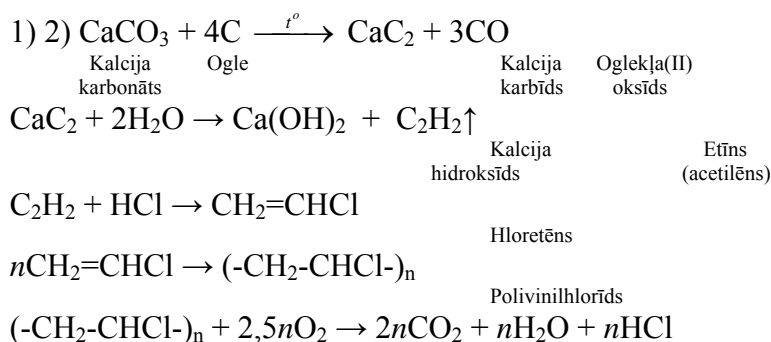 1) 2) CaCO₃ + 4C —tº→ CaC₂ + 3CO
Kalcija Ogle Kalcija Oglekļa(II)
karbonāts karbīds oksīds
CaC₂ + 2H₂O → Ca(OH)₂ + C₂H₂↑
Kalcija Etīns
hidroksīds (acetilēns)
C₂H₂ + HCl → CH₂=CHCl
Hloretēns
nCH₂=CHCl → (-CH₂-CHCl-)ₙ
Polivinilhlorīds
(-CH₂-CHCl-)ₙ + 2,5nO₂ → 2nCO₂ + nH₂O + nHCl